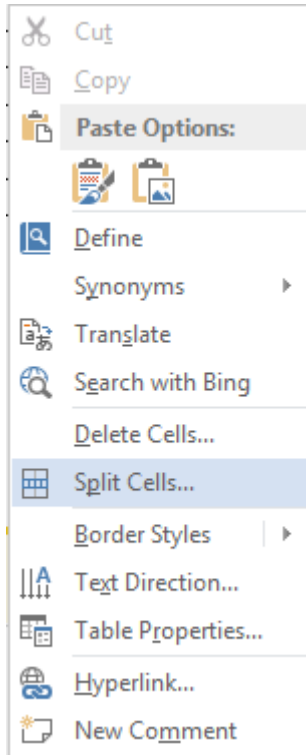 Cut
Copy
Paste Options:
Define
Synonyms
Translate
Search with Bing
Delete Cells...
Split Cells...
Border Styles
Text Direction...
Table Properties...
Hyperlink...
New Comment